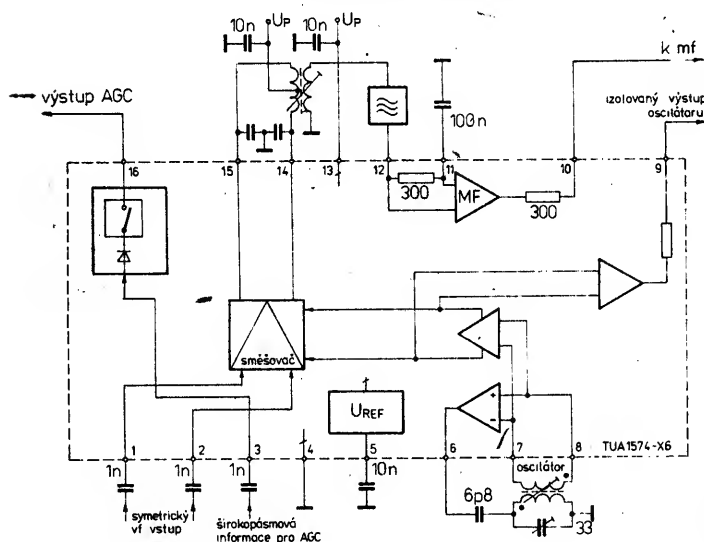 10n
UP
10n
UP
k mf
výstup AGC
izolovaný výstup
oscilátoru
100n
16
15
14
13
12
11
10
9
300
MF
300
směšovač
UREF
+
-
TUA1574-X6
1
2
3
4
5
6
7
8
1n
1n
1n
10n
oscilátor
6p8
33
symetrický
vf vstup
širokopásmová
informace pro AGC